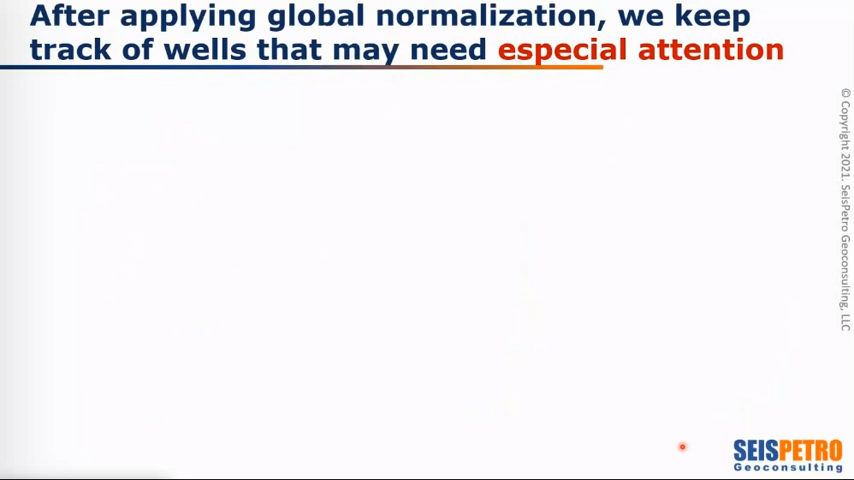 After applying global normalization, we keep
track of wells that may need especial attention
© Copyright 2021. SeisPetro Geoconsulting, LLC
SEISPETRO
Geoconsulting